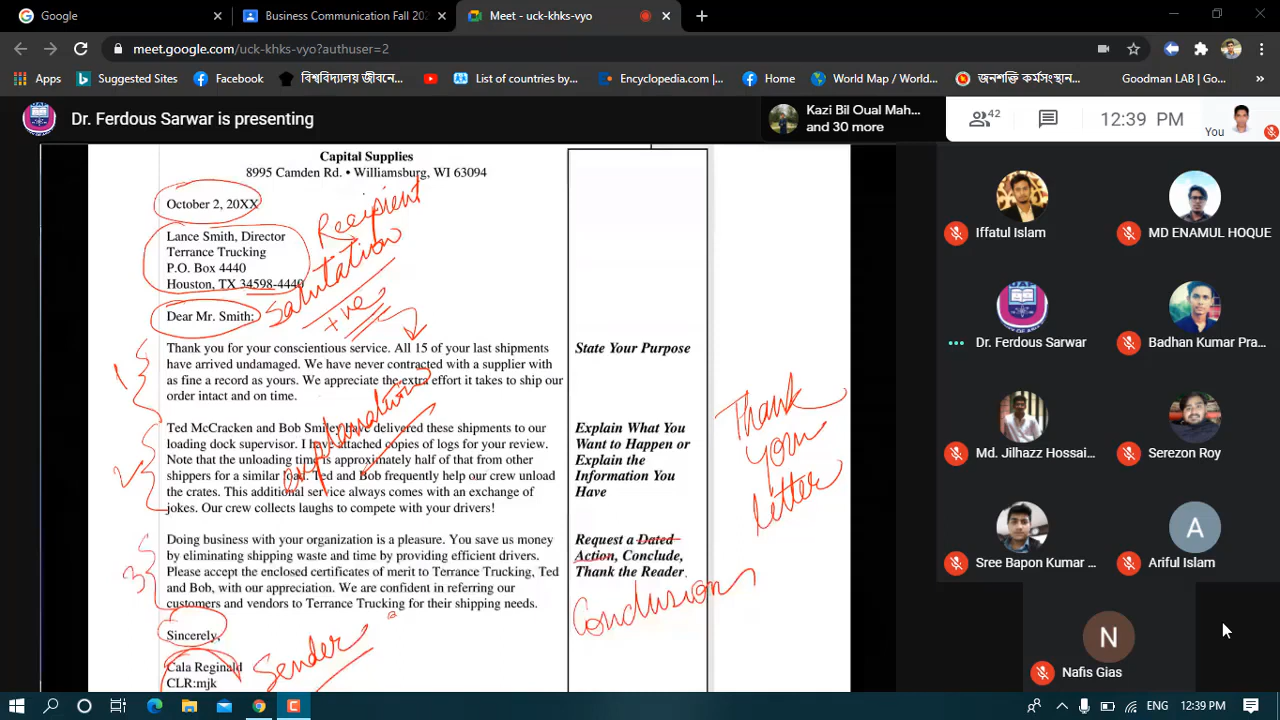 Google
Business Communication Fall 202
Meet - uck-khks-vyo
meet.google.com/uck-khks-vyo?authuser=2
Apps
Suggested Sites
Facebook
বিশ্ববিদ্যালয় জীবনে...
List of countries by...
Encyclopedia.com |...
Home
World Map / World...
জনশক্তি কর্মসংস্থান...
Goodman LAB | Go...
»
Dr. Ferdous Sarwar is presenting
Kazi Bil Oual Mah...
and 30 more
42
12:39 PM
You
Capital Supplies
8995 Camden Rd. • Williamsburg, WI 63094
October 2, 20XX
Recipient
Lance Smith, Director
Terrance Trucking
P.O. Box 4440
Houston, TX 34598-4440
Salutation
Dear Mr. Smith:
+ve
1
Thank you for your conscientious service. All 15 of your last shipments
have arrived undamaged. We have never contracted with a supplier with
as fine a record as yours. We appreciate the extra effort it takes to ship our
order intact and on time.
State Your Purpose
explanation
2
Ted McCracken and Bob Smiley have delivered these shipments to our
loading dock supervisor. I have attached copies of logs for your review.
Note that the unloading time is approximately half of that from other
shippers for a similar load. Ted and Bob frequently help our crew unload
the crates. This additional service always comes with an exchange of
jokes. Our crew collects laughs to compete with your drivers!
Explain What You
Want to Happen or
Explain the
Information You
Have
Thank
you
letter
3
Doing business with your organization is a pleasure. You save us money
by eliminating shipping waste and time by providing efficient drivers.
Please accept the enclosed certificates of merit to Terrance Trucking, Ted
and Bob, with our appreciation. We are confident in referring our
customers and vendors to Terrance Trucking for their shipping needs.
Request a Dated
Action, Conclude,
Thank the Reader.
Conclusion
Sincerely,
Sender
Cala Reginald
CLR:mjk
Iffatul Islam
MD ENAMUL HOQUE
Dr. Ferdous Sarwar
Badhan Kumar Pra...
Md. Jilhazz Hossai...
Serezon Roy
Sree Bapon Kumar ...
A
Ariful Islam
N
Nafis Gias
ENG
12:39 PM